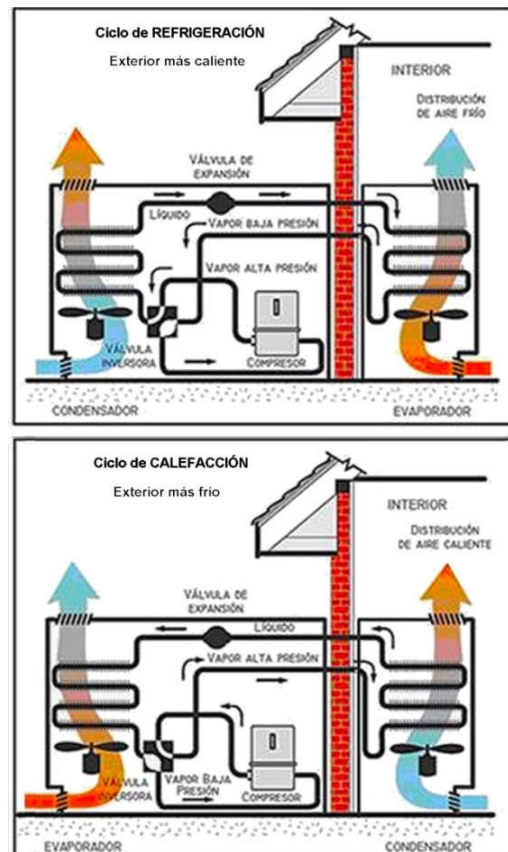 Ciclo de REFRIGERACIÓN
Exterior más caliente
INTERIOR
DISTRIBUCIÓN
DE AIRE FRÍO
VÁLVULA DE
EXPANSIÓN
LÍQUIDO
VAPOR BAJA PRESIÓN
VAPOR ALTA PRESIÓN
VÁLVULA
INVERSORA
COMPRESOR
CONDENSADOR
EVAPORADOR
Ciclo de CALEFACCIÓN
Exterior más frío
INTERIOR
DISTRIBUCIÓN
DE AIRE CALIENTE
VÁLVULA DE
EXPANSIÓN
LÍQUIDO
VAPOR ALTA PRESIÓN
VÁLVULA
INVERSORA
VAPOR BAJA
PRESIÓN
COMPRESOR
EVAPORADOR
CONDENSADOR